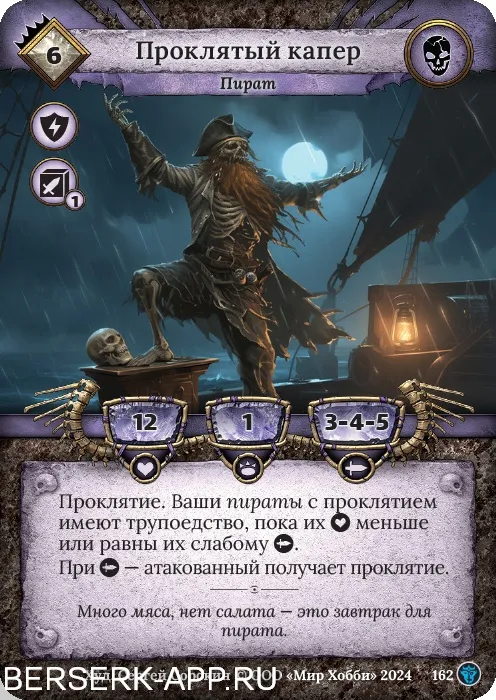 6
Проклятый капер
Пират
1
12
1
3-4-5
Проклятие. Ваши пираты с проклятием
имеют трупоедство, пока их меньше
или равны их слабому .
При — атакованный получает проклятие.
Много мяса, нет салата — это завтрак для
пирата.
«Мир Хобби» 2024 162
BERSERK-APP.RU